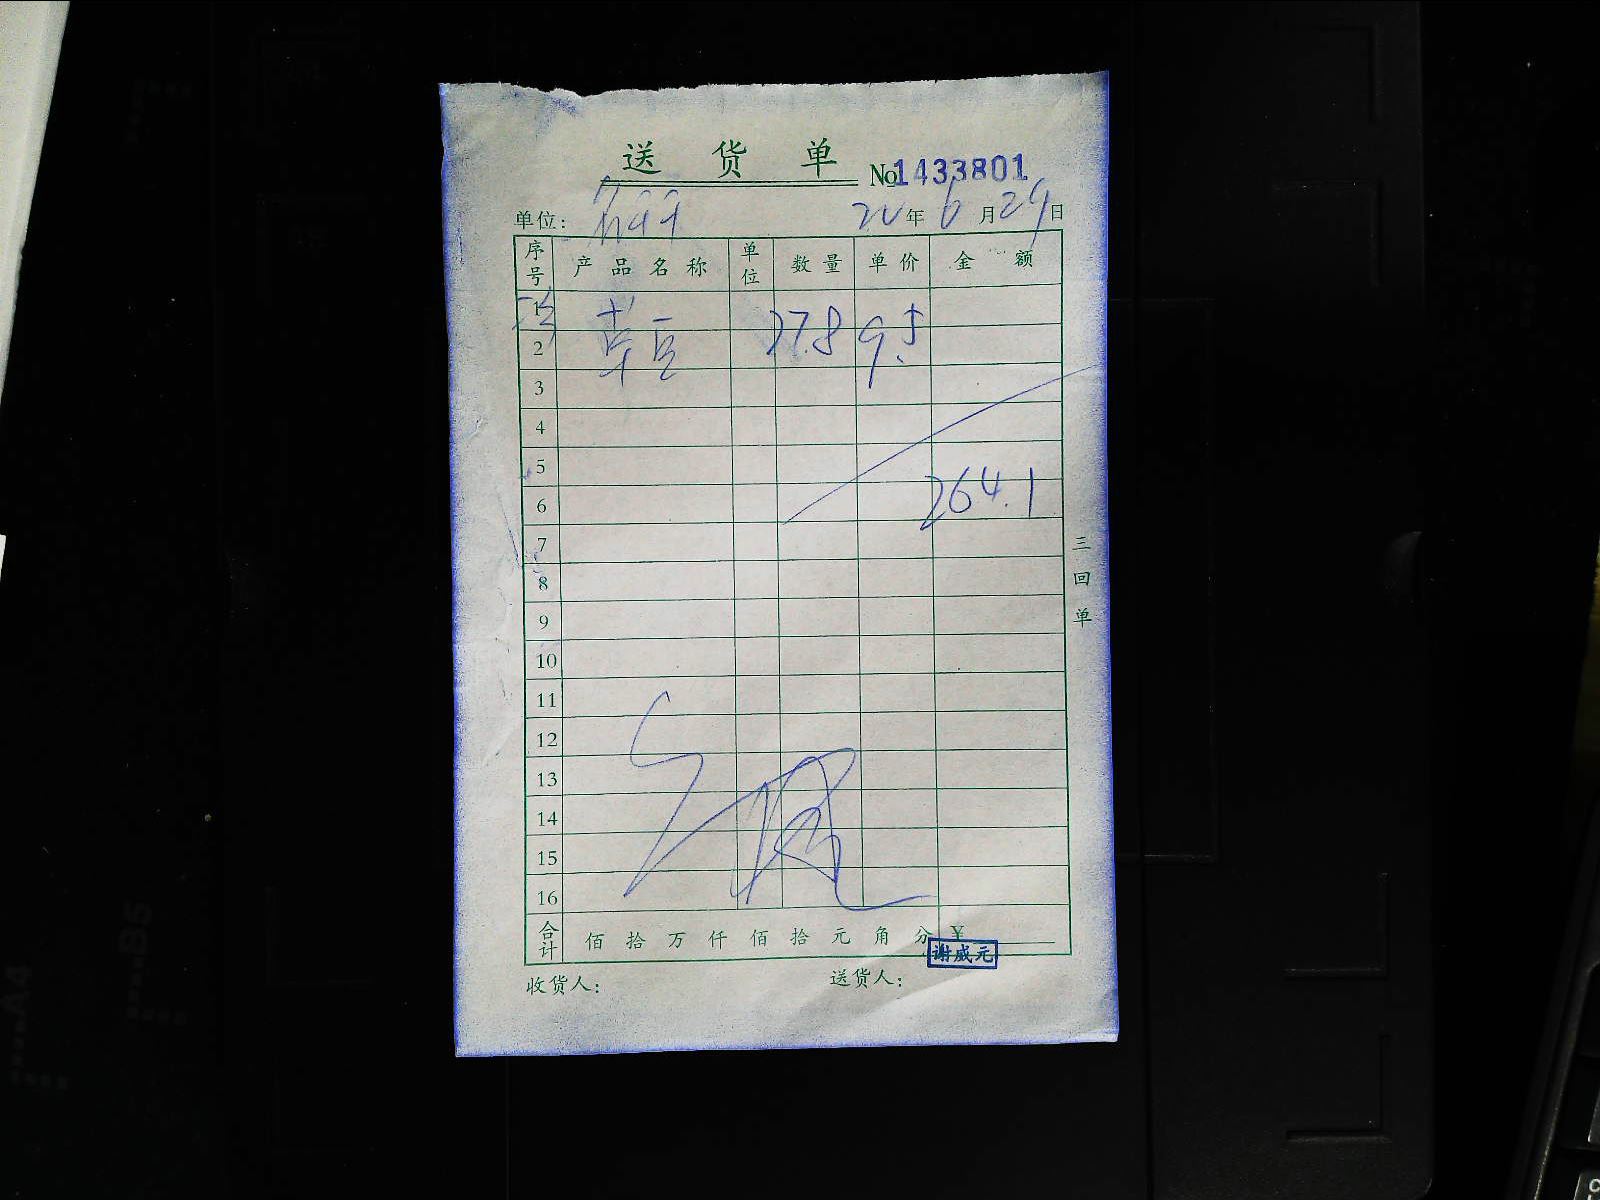 送 货 单
No1433801
单位:
20年6月29日
序号 产品名称 单位 数量 单价 金额
1
2 27.8 9.5
3
4
5
6 264.1
7
8
9
10
11
12
13
14
15
16
合计 佰 拾 万 仟 佰 拾 元 角 分 ¥
谢威元
收货人: 送货人:
三回单